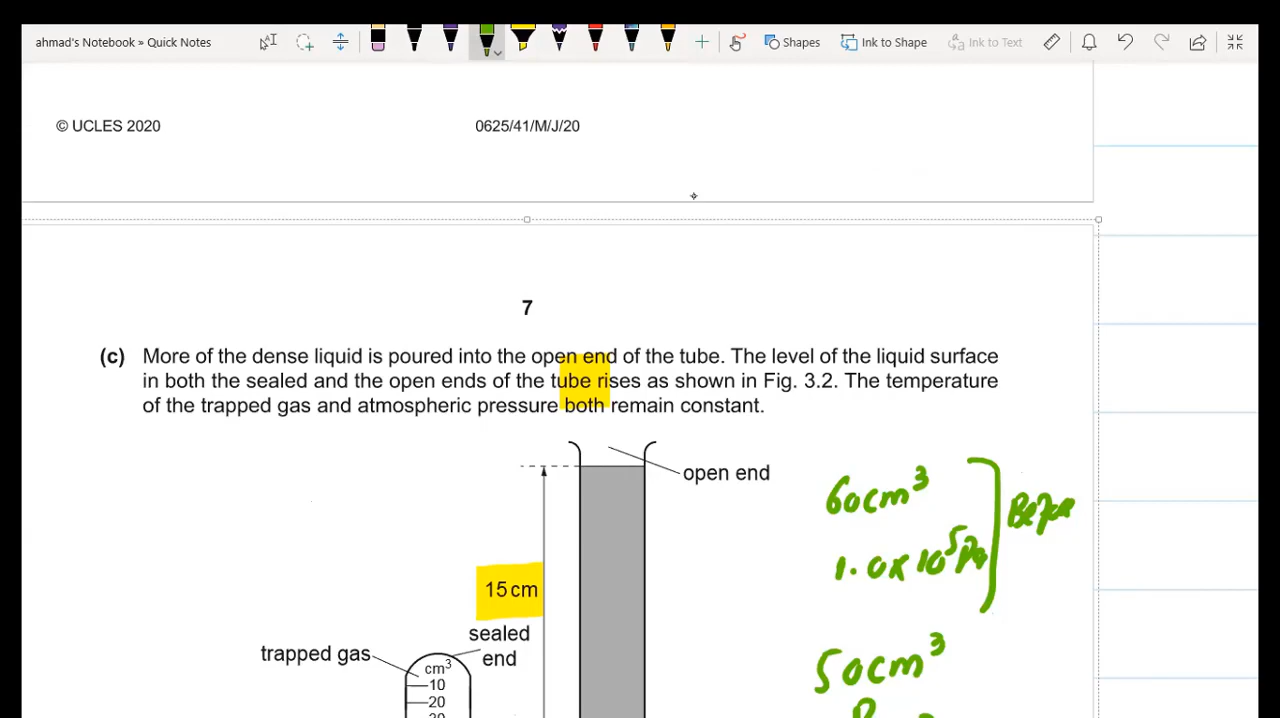 ahmad's Notebook » Quick Notes
Shapes
Ink to Shape
Ink to Text
© UCLES 2020
0625/41/M/J/20
7
(c) More of the dense liquid is poured into the open end of the tube. The level of the liquid surface
in both the sealed and the open ends of the tube rises as shown in Fig. 3.2. The temperature
of the trapped gas and atmospheric pressure both remain constant.
open end
60cm³
Before
1.0x10⁵Pa
15 cm
sealed
end
trapped gas
cm³
10
20
50cm³